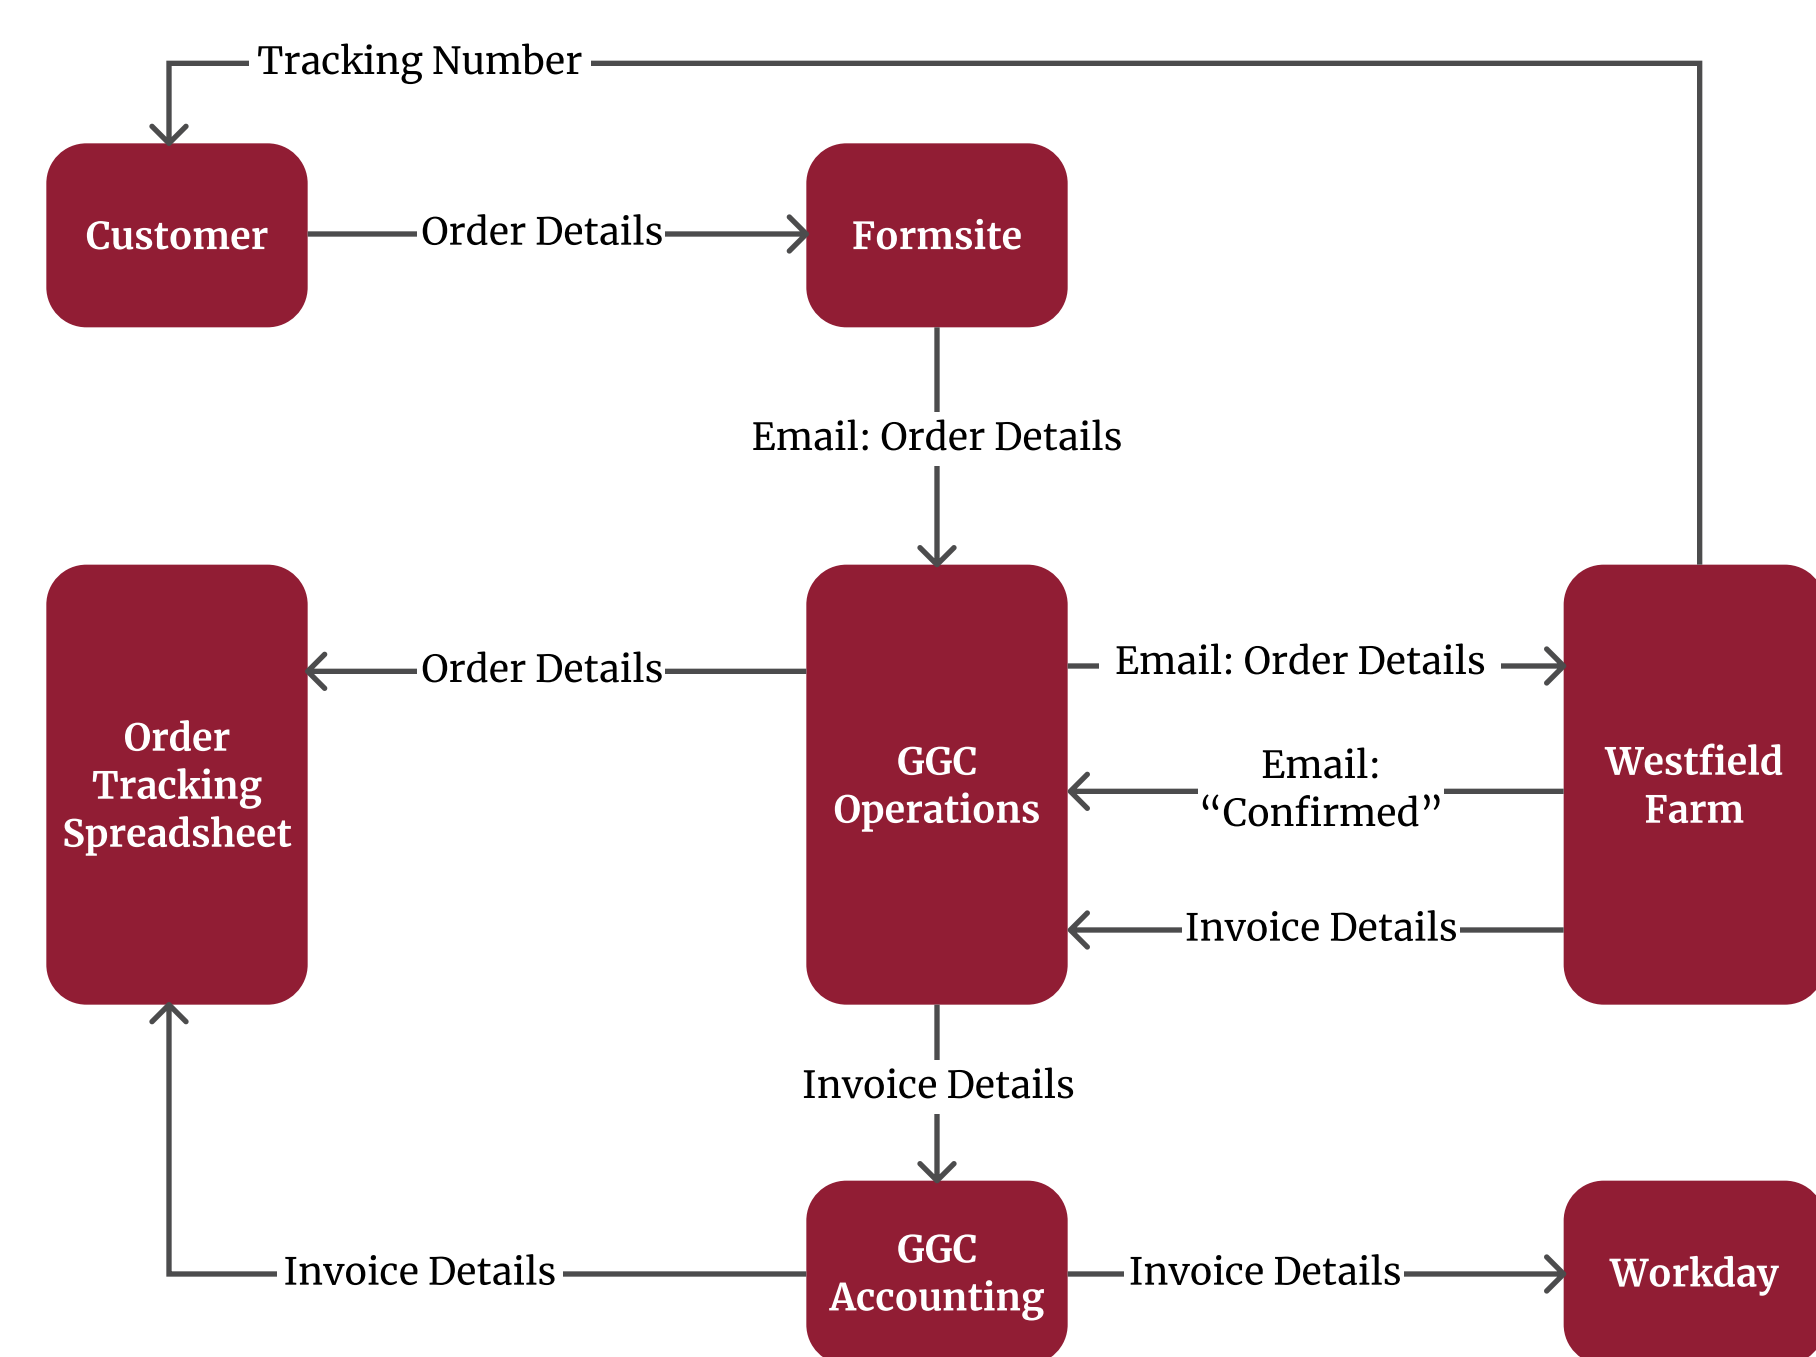 Tracking Number
Customer
Order Details
Formsite
Email: Order Details
Order
Tracking
Spreadsheet
Order Details
GGC
Operations
Email: Order Details
Email:
“Confirmed”
Invoice Details
Westfield
Farm
Invoice Details
Invoice Details
GGC
Accounting
Invoice Details
Workday